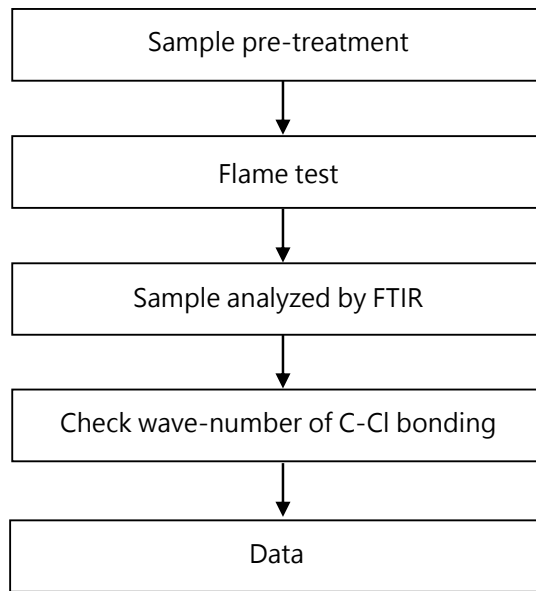 Sample pre-treatment
Flame test
Sample analyzed by FTIR
Check wave-number of C-Cl bonding
Data